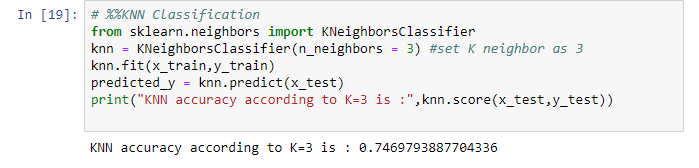 In [19]: # %%KNN Classification
from sklearn.neighbors import KNeighborsClassifier
knn = KNeighborsClassifier(n_neighbors = 3) #set K neighbor as 3
knn.fit(x_train,y_train)
predicted_y = knn.predict(x_test)
print("KNN accuracy according to K=3 is :",knn.score(x_test,y_test))
KNN accuracy according to K=3 is : 0.7469793887704336